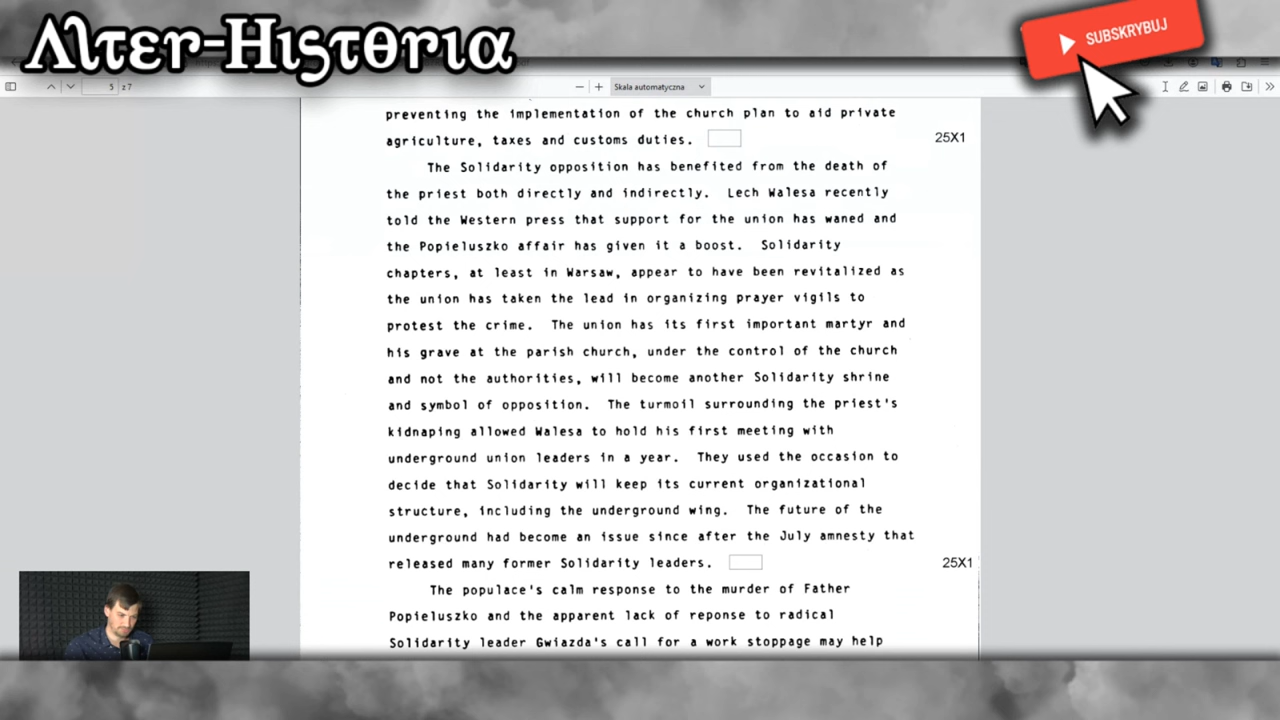 Alter-Historia
SUBSKRYBUJ
5 z 7
Skala automatyczna
preventing the implementation of the church plan to aid private
agriculture, taxes and customs duties.
25X1
The Solidarity opposition has benefited from the death of
the priest both directly and indirectly. Lech Walesa recently
told the Western press that support for the union has waned and
the Popieluszko affair has given it a boost. Solidarity
chapters, at least in Warsaw, appear to have been revitalized as
the union has taken the lead in organizing prayer vigils to
protest the crime. The union has its first important martyr and
his grave at the parish church, under the control of the church
and not the authorities, will become another Solidarity shrine
and symbol of opposition. The turmoil surrounding the priest's
kidnaping allowed Walesa to hold his first meeting with
underground union leaders in a year. They used the occasion to
decide that Solidarity will keep its current organizational
structure, including the underground wing. The future of the
underground had become an issue since after the July amnesty that
released many former Solidarity leaders.
25X1
The populace's calm response to the murder of Father
Popieluszko and the apparent lack of reponse to radical
Solidarity leader Gwiazda's call for a work stoppage may help